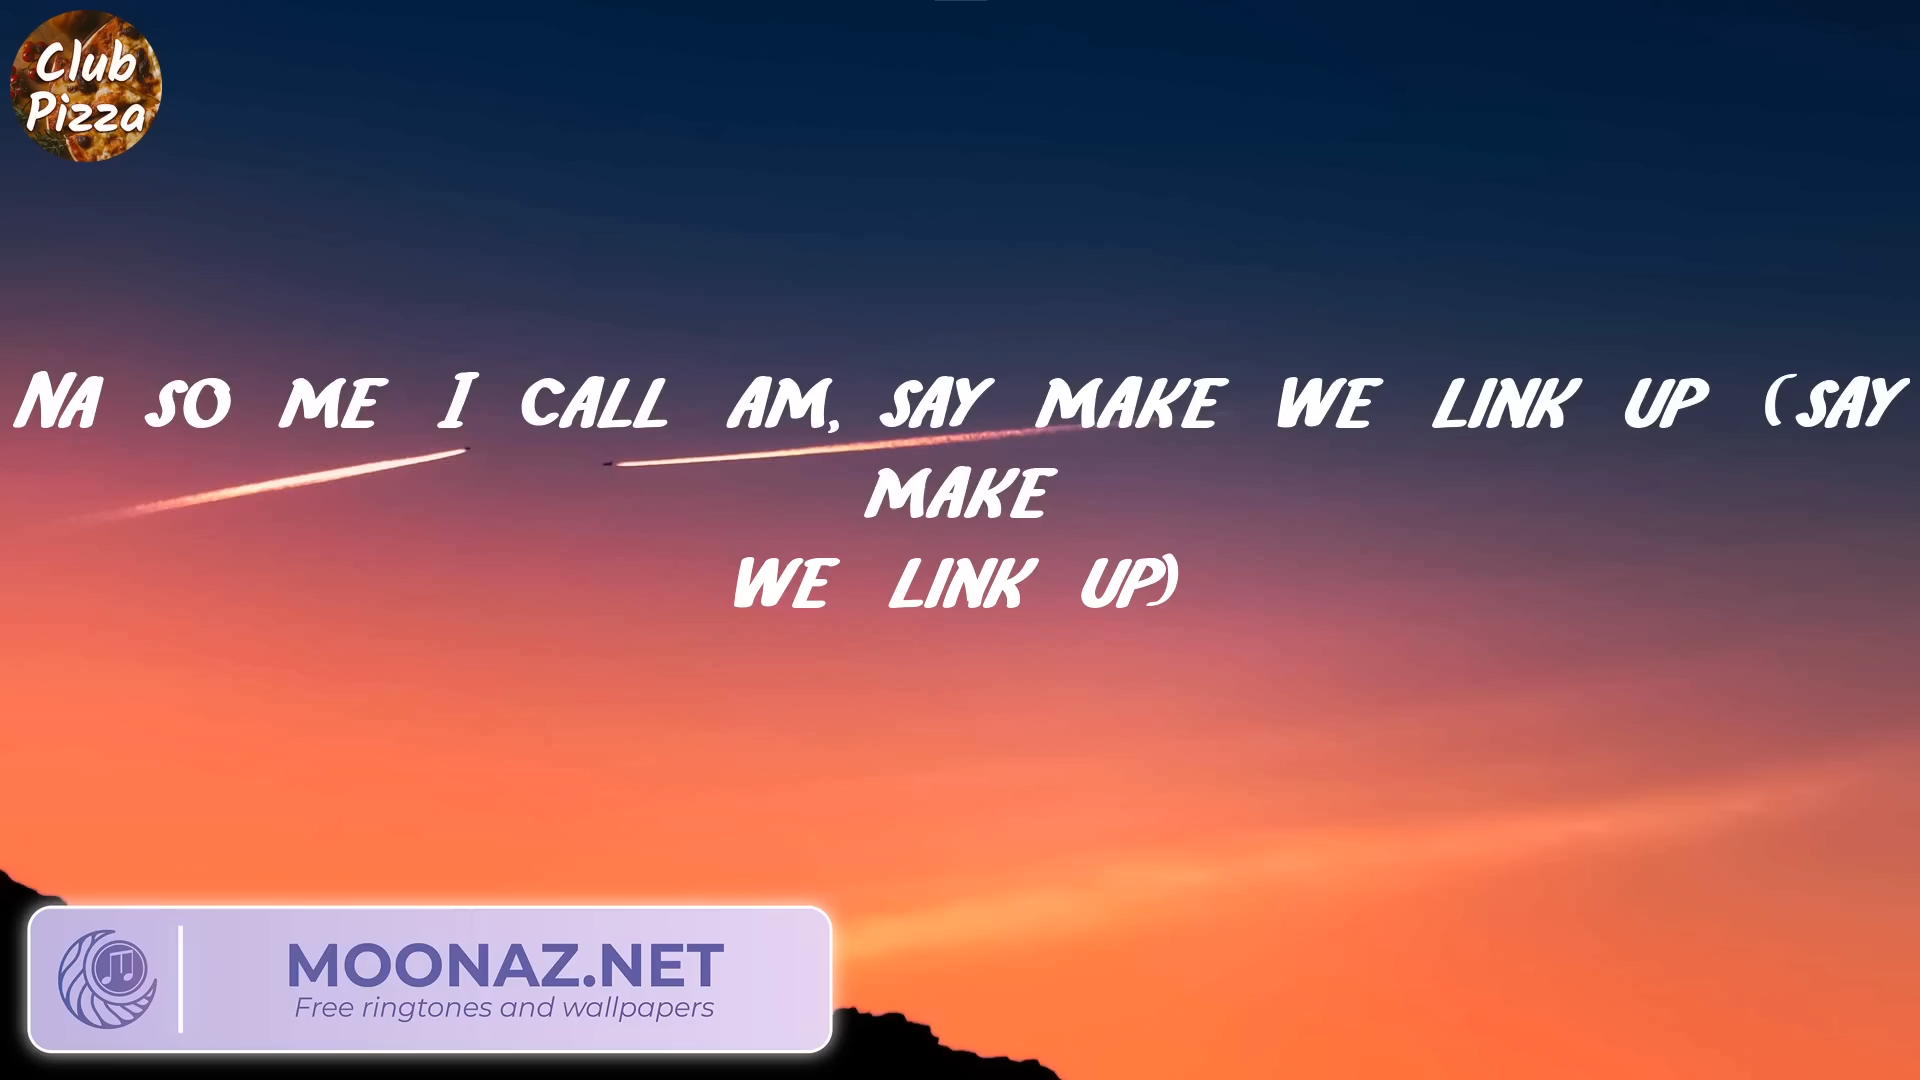 Club
Pizza
NA SO ME I CALL AM, SAY MAKE WE LINK UP (SAY
MAKE
WE LINK UP)
MOONAZ.NET
Free ringtones and wallpapers